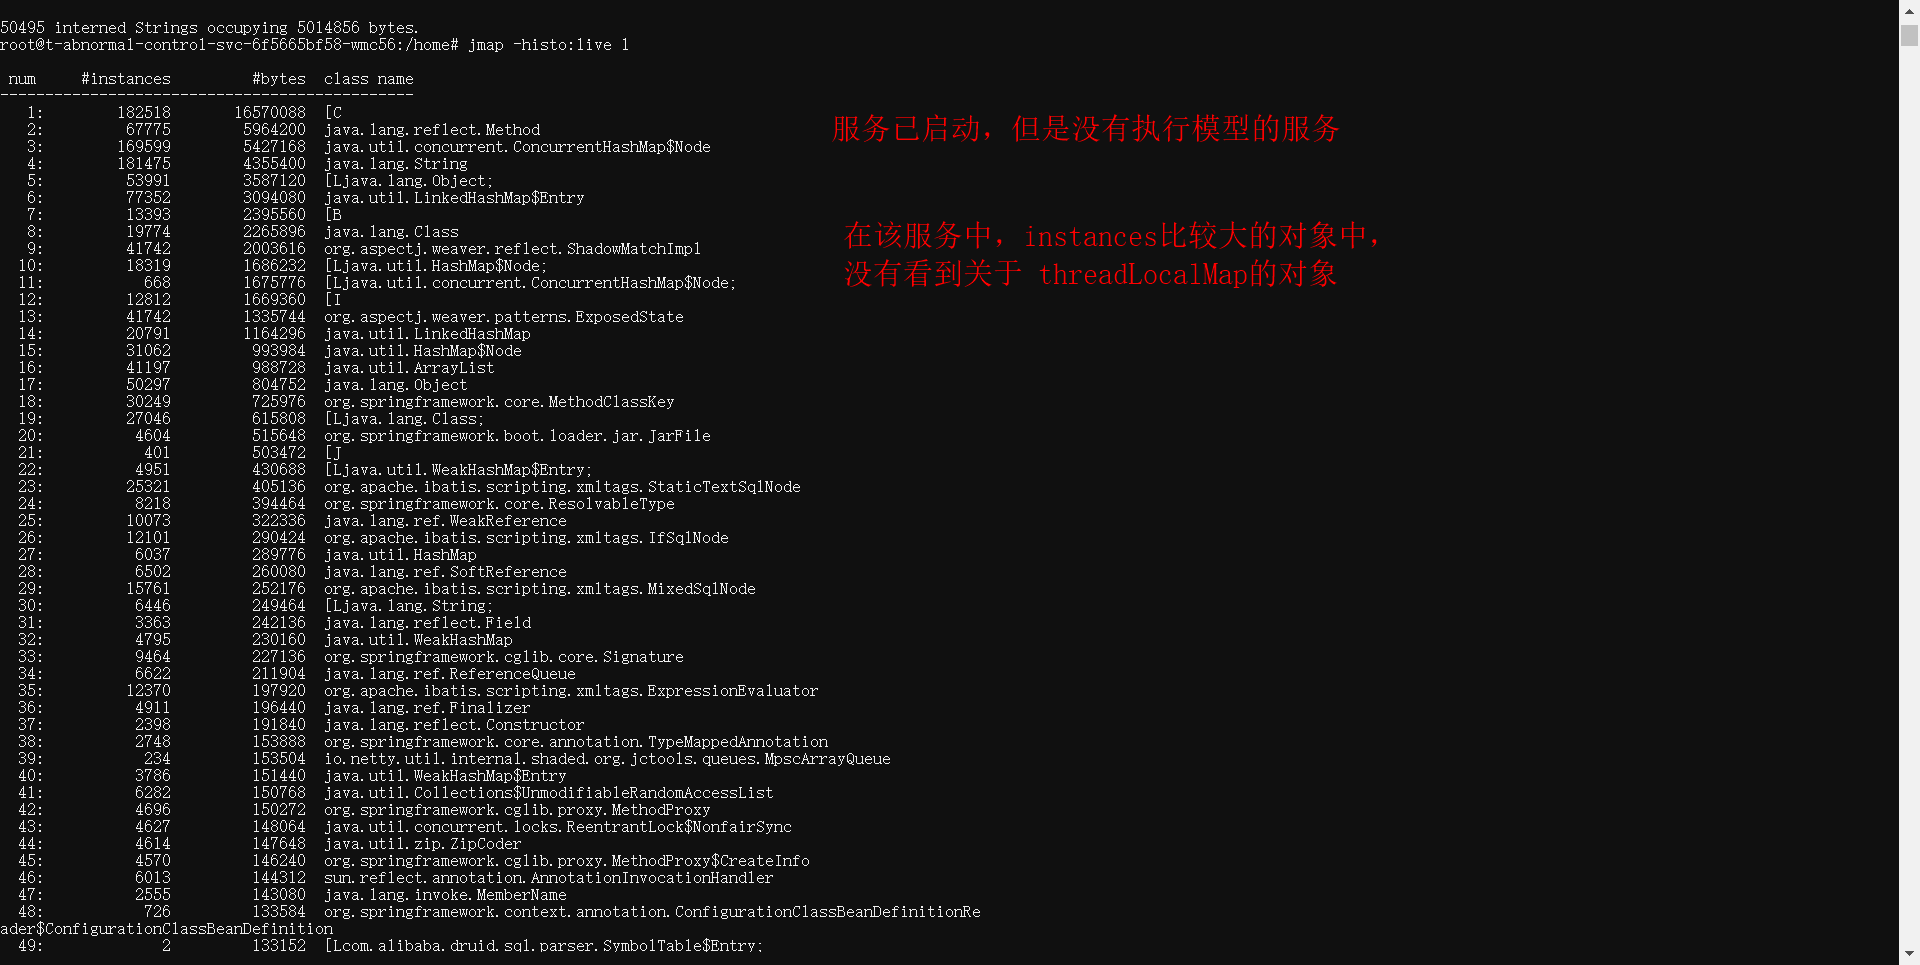 50495 interned Strings occupying 5014856 bytes.
root@t-abnormal-control-svc-6f5665bf58-wmc56:/home# jmap -histo:live 1
num     #instances         #bytes  class name
----------------------------------------------
1:        182518       16570088  [C
2:         67775        5964200  java.lang.reflect.Method
3:        169599        5427168  java.util.concurrent.ConcurrentHashMap$Node
4:        181475        4355400  java.lang.String
5:         53991        3587120  [Ljava.lang.Object;
6:         77352        3094080  java.util.LinkedHashMap$Entry
7:         13393        2395560  [B
8:         19774        2265896  java.lang.Class
9:         41742        2003616  org.aspectj.weaver.reflect.ShadowMatchImpl
10:         18319        1686232  [Ljava.util.HashMap$Node;
11:           668        1675776  [Ljava.util.concurrent.ConcurrentHashMap$Node;
12:         12812        1669360  [I
13:         41742        1335744  org.aspectj.weaver.patterns.ExposedState
14:         20791        1164296  java.util.LinkedHashMap
15:         31062         993984  java.util.HashMap$Node
16:         41197         988728  java.util.ArrayList
17:         50297         804752  java.lang.Object
18:         30249         725976  org.springframework.core.MethodClassKey
19:         27046         615808  [Ljava.lang.Class;
20:          4604         515648  org.springframework.boot.loader.jar.JarFile
21:           401         503472  [J
22:          4951         430688  [Ljava.util.WeakHashMap$Entry;
23:         25321         405136  org.apache.ibatis.scripting.xmltags.StaticTextSqlNode
24:          8218         394464  org.springframework.core.ResolvableType
25:         10073         322336  java.lang.ref.WeakReference
26:         12101         290424  org.apache.ibatis.scripting.xmltags.IfSqlNode
27:          6037         289776  java.util.HashMap
28:          6502         260080  java.lang.ref.SoftReference
29:         15761         252176  org.apache.ibatis.scripting.xmltags.MixedSqlNode
30:          6446         249464  [Ljava.lang.String;
31:          3363         242136  java.lang.reflect.Field
32:          4795         230160  java.util.WeakHashMap
33:          9464         227136  org.springframework.cglib.core.Signature
34:          6622         211904  java.lang.ref.ReferenceQueue
35:         12370         197920  org.apache.ibatis.scripting.xmltags.ExpressionEvaluator
36:          4911         196440  java.lang.ref.Finalizer
37:          2398         191840  java.lang.reflect.Constructor
38:          2748         153888  org.springframework.core.annotation.TypeMappedAnnotation
39:           234         153504  io.netty.util.internal.shaded.org.jctools.queues.MpscArrayQueue
40:          3786         151440  java.util.WeakHashMap$Entry
41:          6282         150768  java.util.Collections$UnmodifiableRandomAccessList
42:          4696         150272  org.springframework.cglib.proxy.MethodProxy
43:          4627         148064  java.util.concurrent.locks.ReentrantLock$NonfairSync
44:          4614         147648  java.util.zip.ZipCoder
45:          4570         146240  org.springframework.cglib.proxy.MethodProxy$CreateInfo
46:          6013         144312  sun.reflect.annotation.AnnotationInvocationHandler
47:          2555         143080  java.lang.invoke.MemberName
48:           726         133584  org.springframework.context.annotation.ConfigurationClassBeanDefinitionRe
ader$ConfigurationClassBeanDefinition
49:             2         133152  [Lcom.alibaba.druid.sql.parser.SymbolTable$Entry;
服务已启动，但是没有执行模型的服务
在该服务中，instances比较大的对象中，
没有看到关于 threadLocalMap的对象